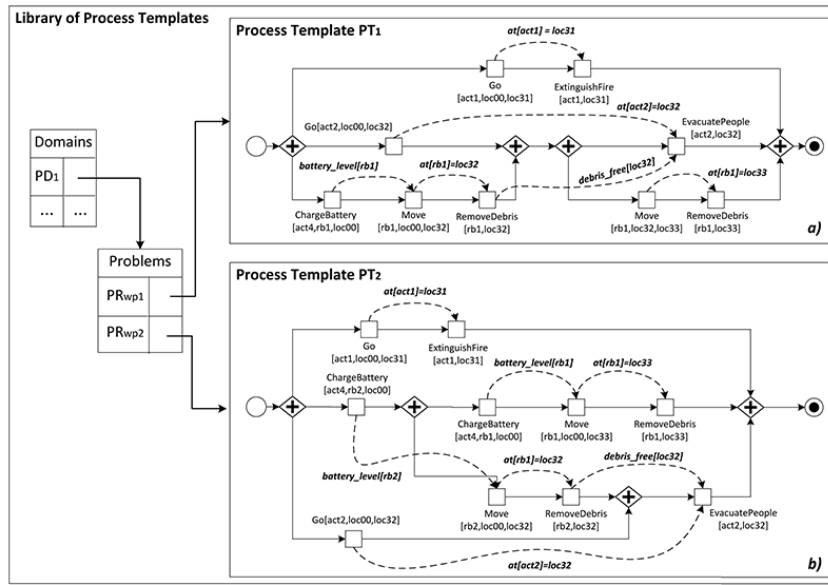 Library of Process Templates
Domains
PD1
... ...
Problems
PRwp1
PRwp2
Process Template PT1
at[act1] = loc31
Go
[act1,loc00,loc31]
ExtinguishFire
[act1,loc31]
Go[act2,loc00,loc32]
at[act2]=loc32
EvacuatePeople
[act2,loc32]
battery_level[rb1]
at[rb1]=loc32
debris_free[loc32]
at[rb1]=loc33
ChargeBattery
[act4,rb1,loc00]
Move
[rb1,loc00,loc32]
RemoveDebris
[rb1,loc32]
Move
[rb1,loc32,loc33]
RemoveDebris
[rb1,loc33]
a)
Process Template PT2
at[act1]=loc31
Go
[act1,loc00,loc31]
ExtinguishFire
[act1,loc31]
ChargeBattery
[act4,rb2,loc00]
battery_level[rb1]
at[rb1]=loc33
ChargeBattery
[act4,rb1,loc00]
Move
[rb1,loc00,loc33]
RemoveDebris
[rb1,loc33]
battery_level[rb2]
at[rb1]=loc32
debris_free[loc32]
Move
[rb2,loc00,loc32]
RemoveDebris
[rb2,loc32]
EvacuatePeople
[act2,loc32]
Go[act2,loc00,loc32]
at[act2]=loc32
b)